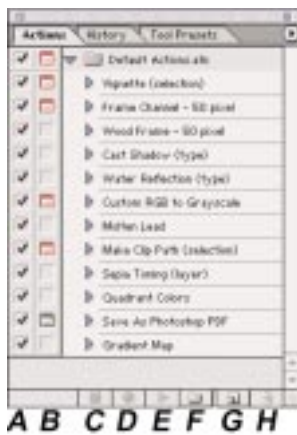 Actions History Tool Presets
Default Actions.atn
Vignette (selection)
Frame Channel - 50 pixel
Wood Frame - 50 pixel
Cast Shadow (type)
Water Reflection (type)
Custom RGB to Grayscale
Molten Lead
Make Clip Path (selection)
Sepia Toning (layer)
Quadrant Colors
Save As Photoshop PDF
Gradient Map
A B C D E F G H